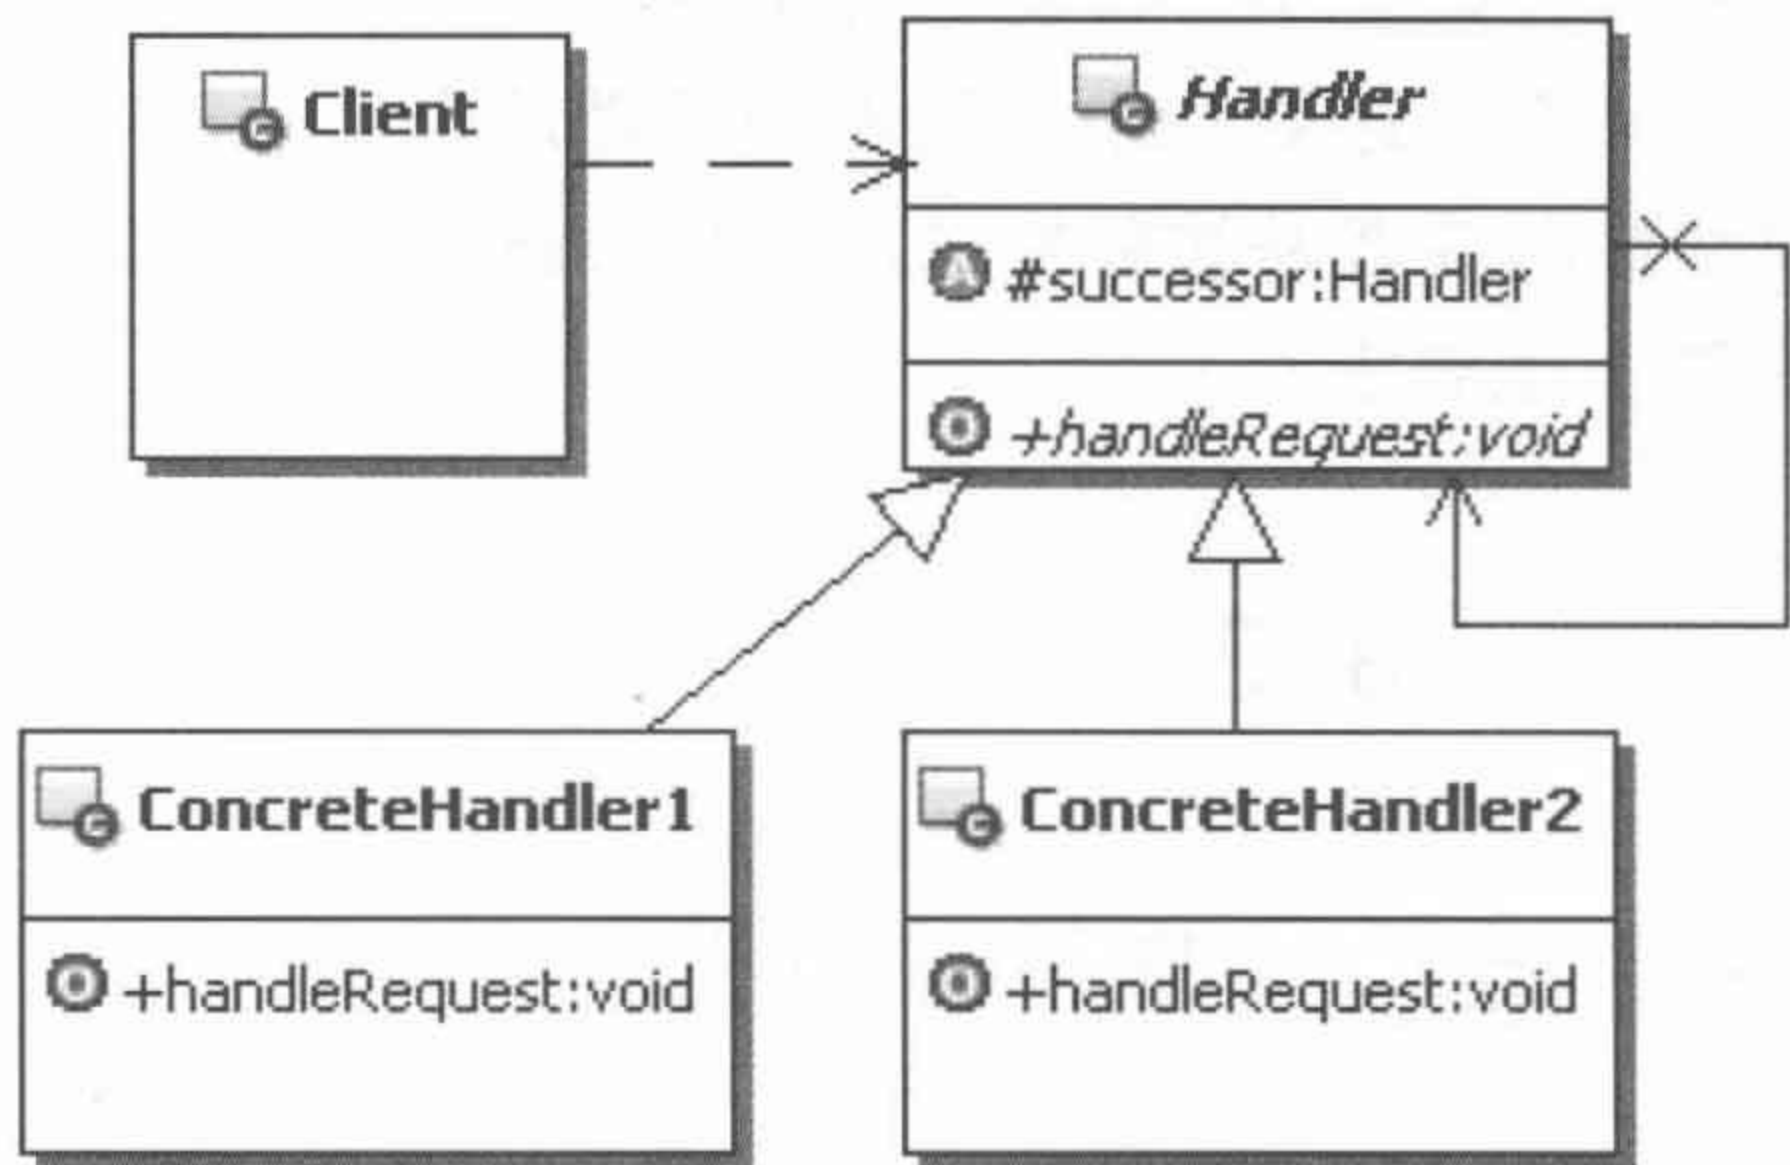 Client
Handler
#successor:Handler
+handleRequest:void
ConcreteHandler1
+handleRequest:void
ConcreteHandler2
+handleRequest:void